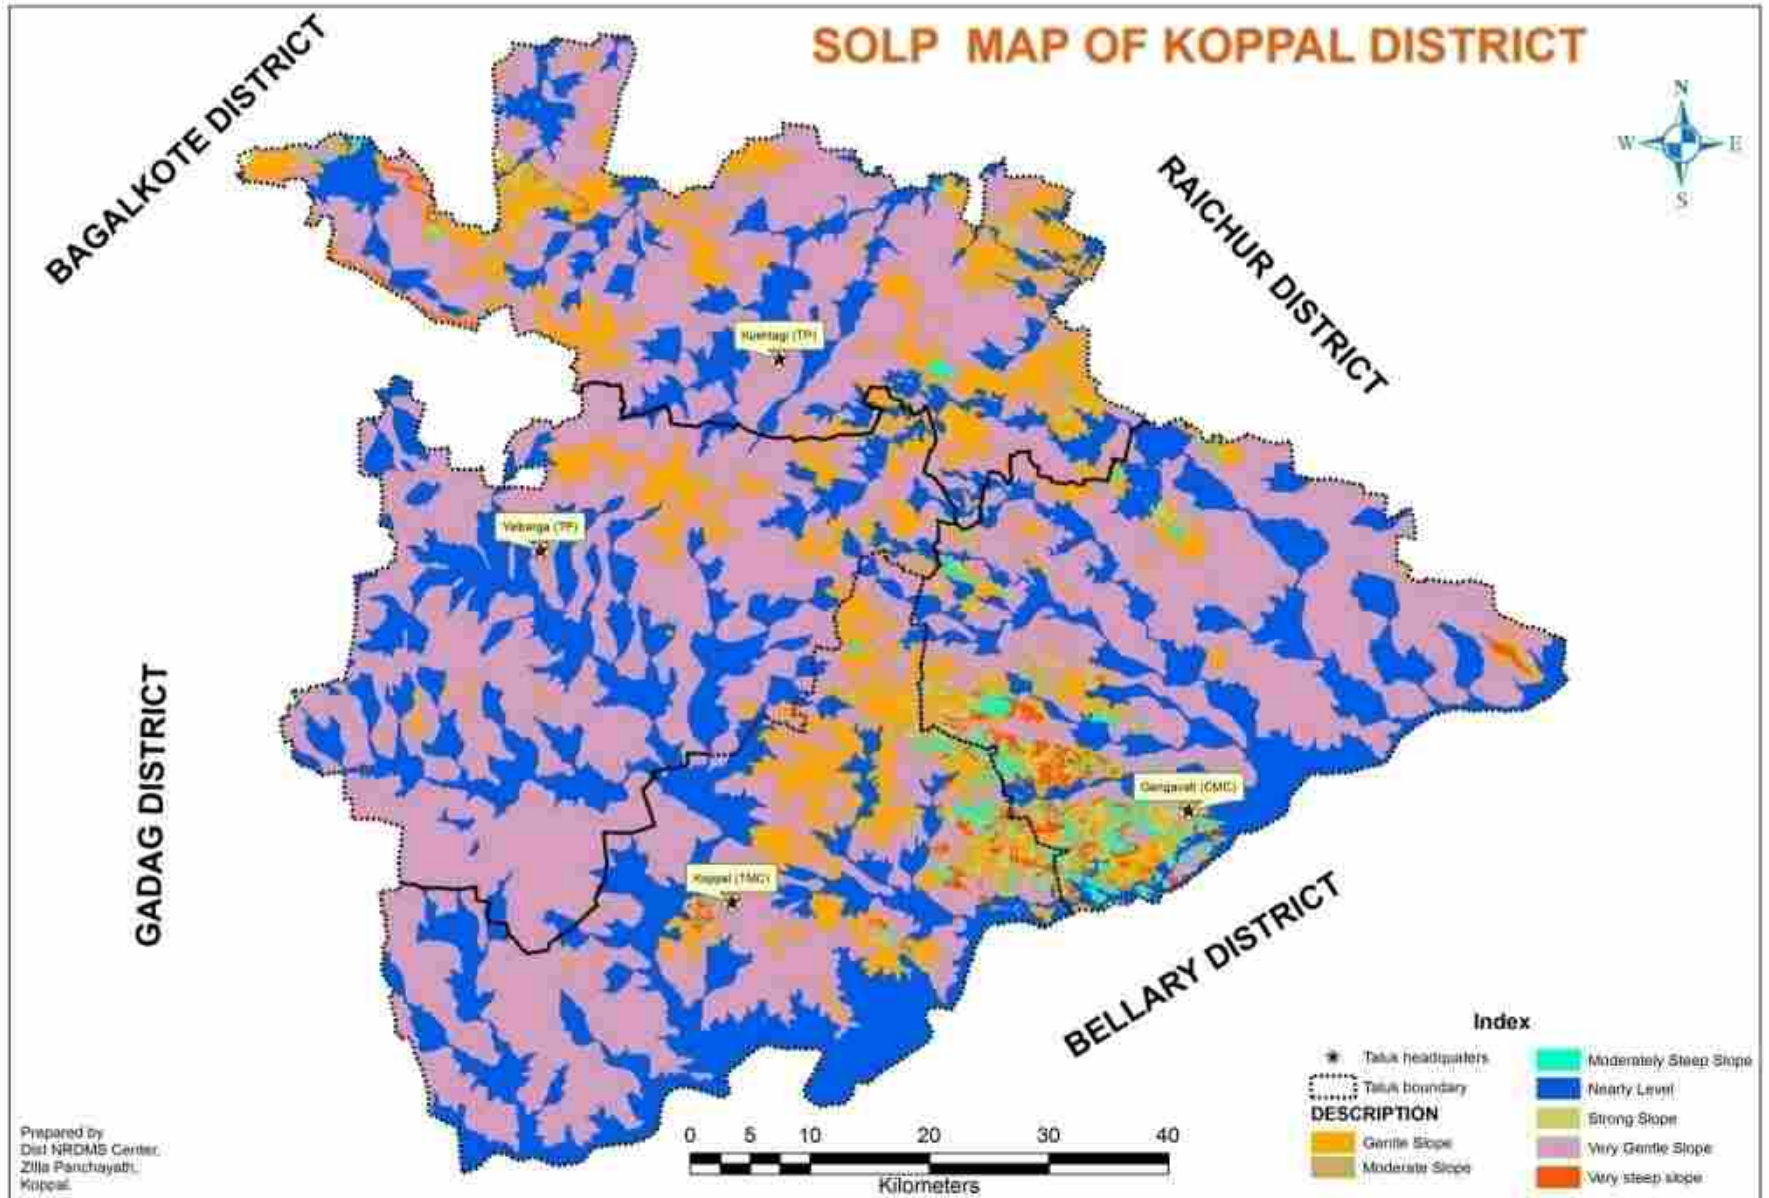 SOLP MAP OF KOPPAL DISTRICT
N
W
E
S
BAGALKOTE DISTRICT
RAICHUR DISTRICT
Kushtagi (TP)
Yelbarga (TP)
Gangavati (CMC)
Koppal (TMC)
GADAG DISTRICT
BELLARY DISTRICT
Index
Taluk headquaters
Taluk boundary
DESCRIPTION
Gentle Slope
Moderate Slope
Moderately Steep Slope
Nearly Level
Strong Slope
Very Gentle Slope
Very steep slope
0 5 10 20 30 40
Kilometers
Prepared by
Dist NRDMS Center,
Zilla Panchayath,
Koppal.